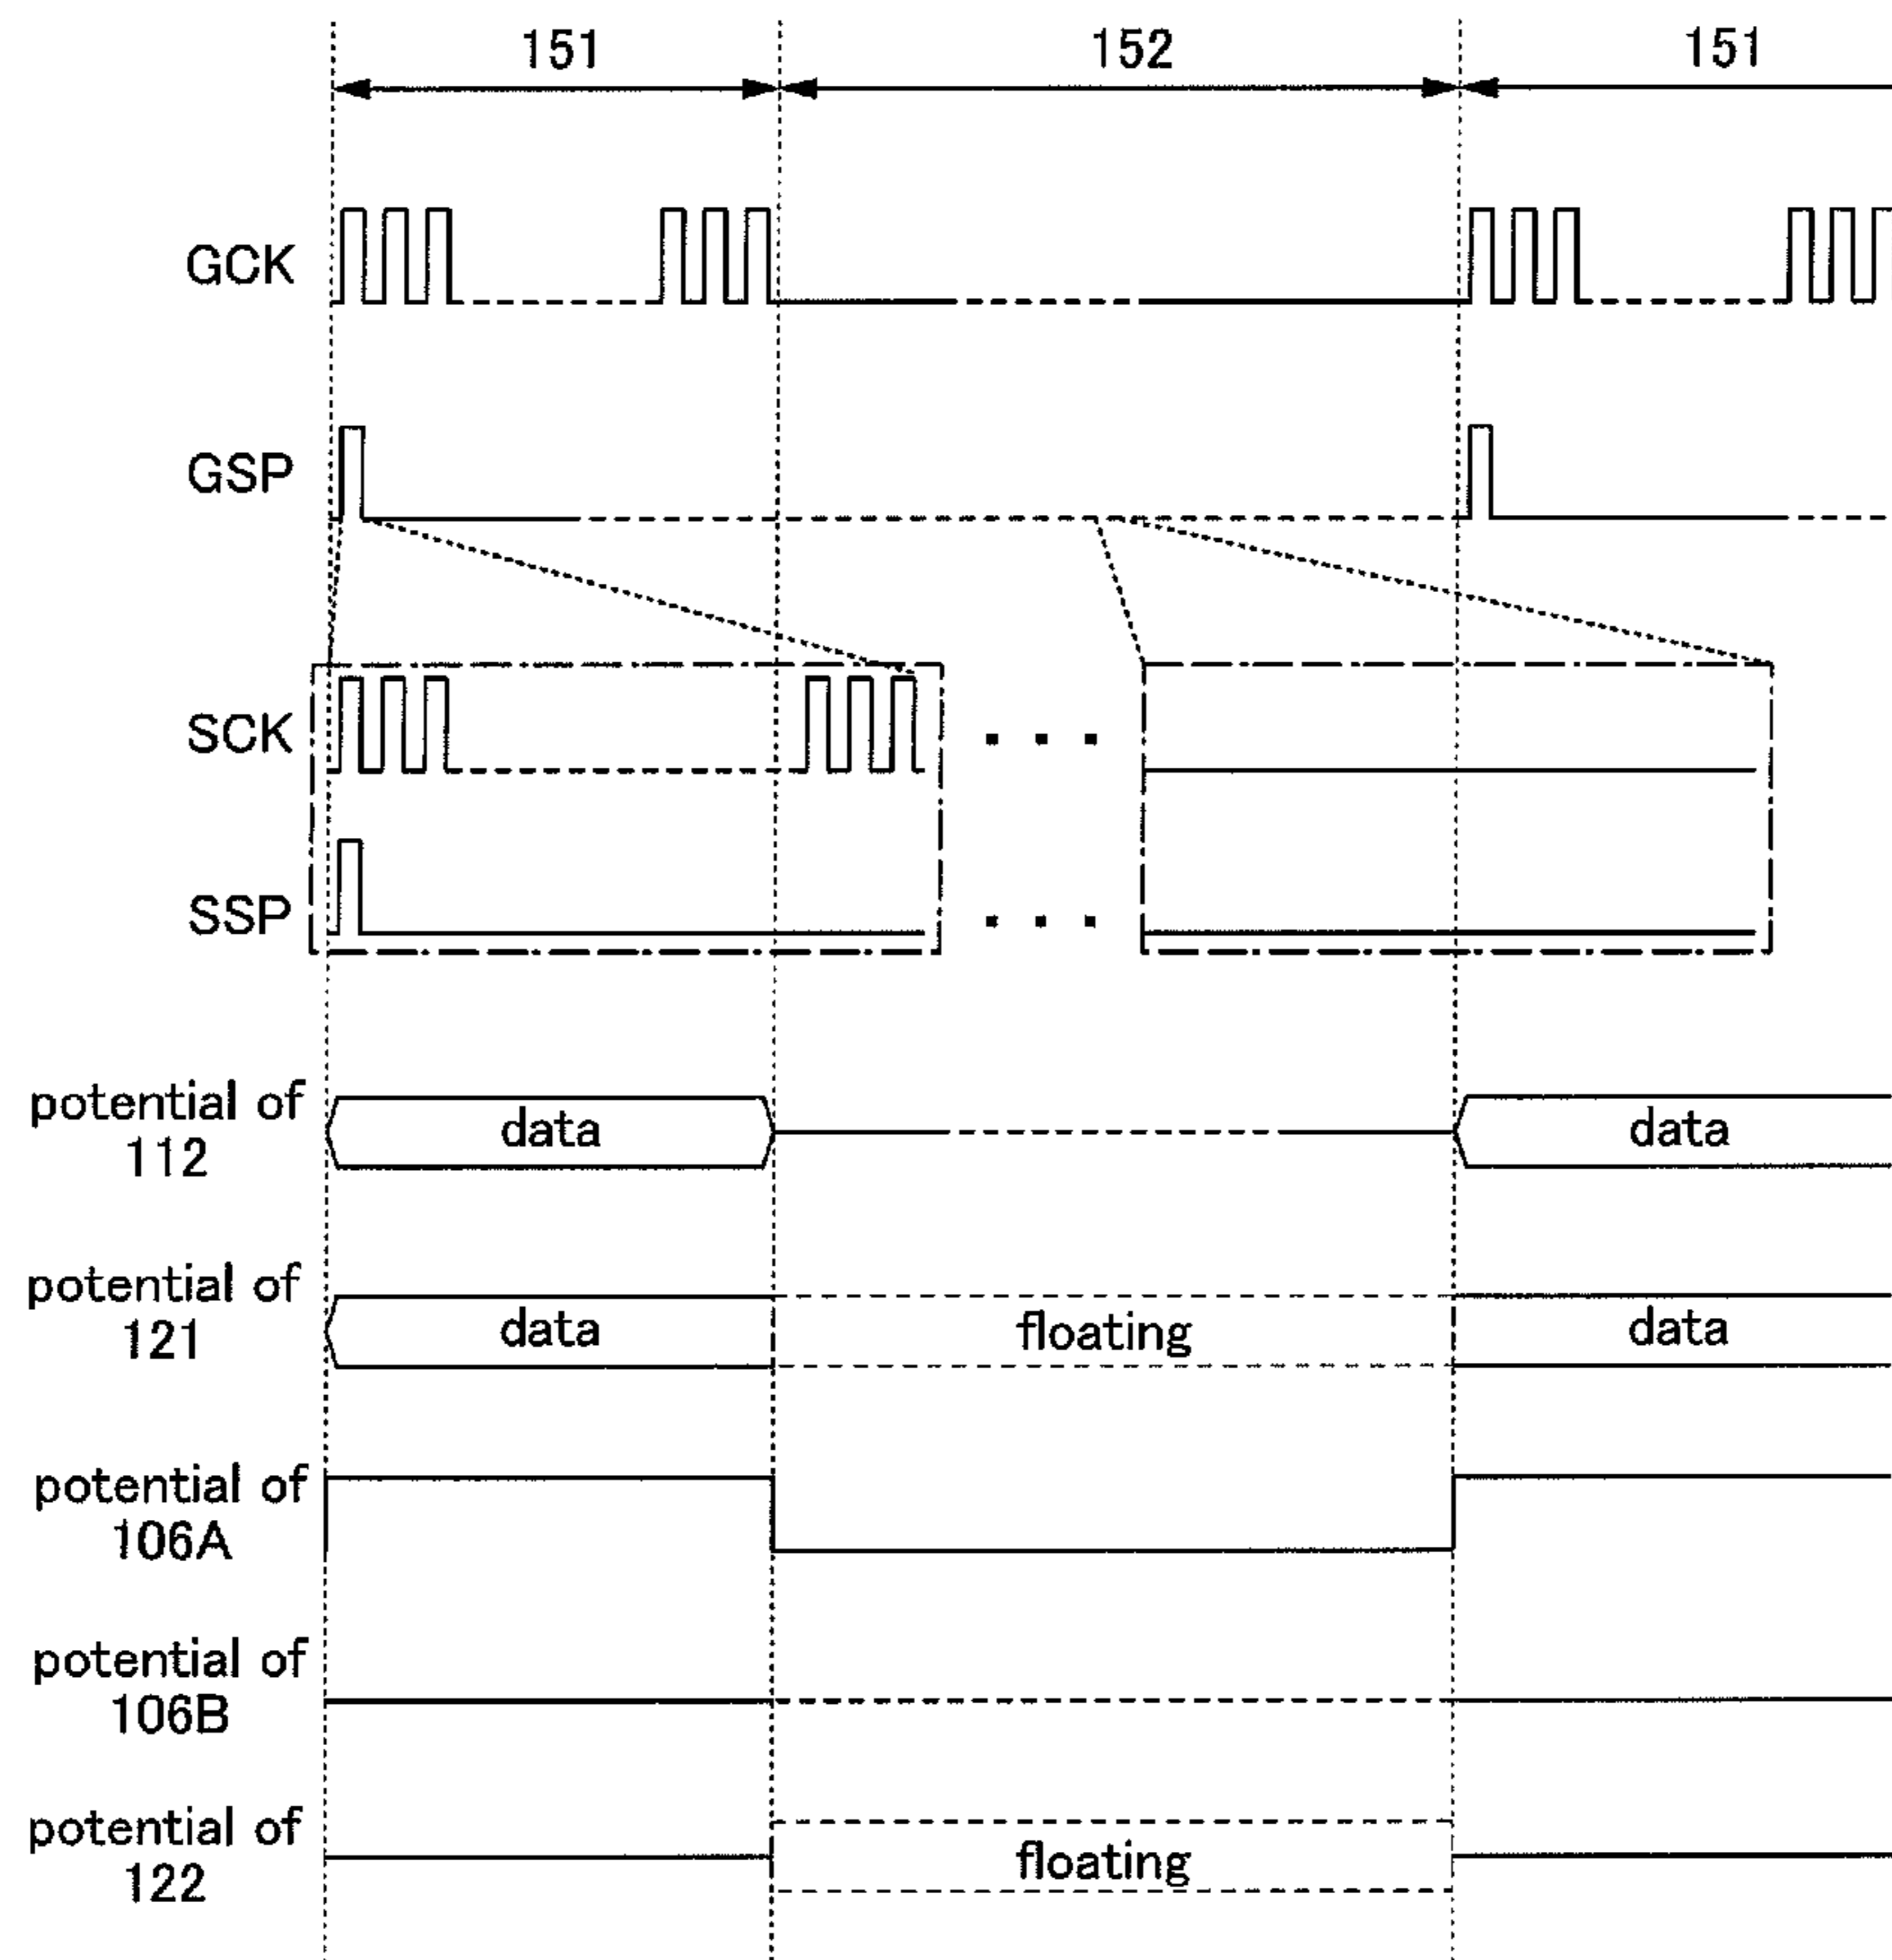 151
152
151
GCK
GSP
SCK
. . .
SSP
. . .
potential of
112
data
data
potential of
121
data
floating
data
potential of
106A
potential of
106B
potential of
122
floating